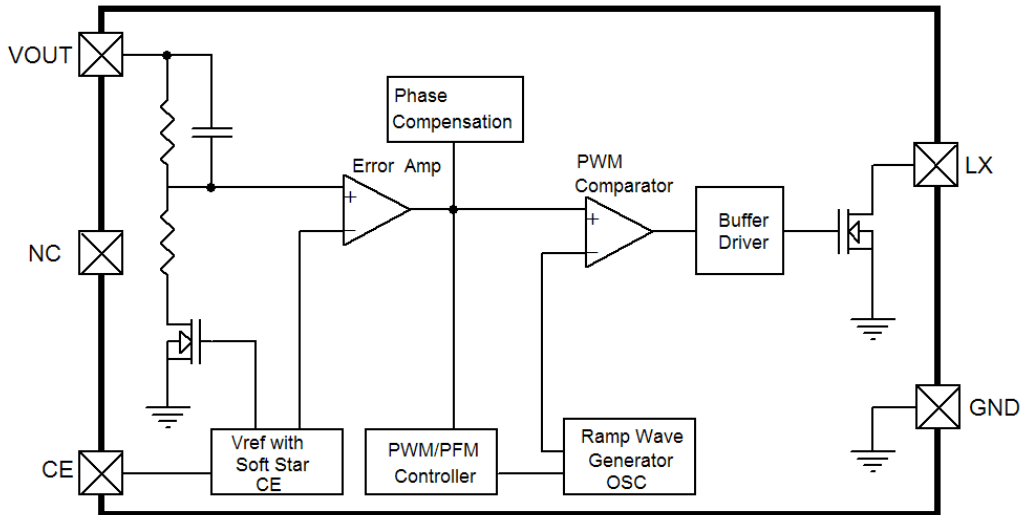 VOUT
Phase
Compensation
Error Amp
PWM
Comparator
LX
+
−
+
−
Buffer
Driver
NC
GND
CE
Vref with
Soft Star
CE
PWM/PFM
Controller
Ramp Wave
Generator
OSC